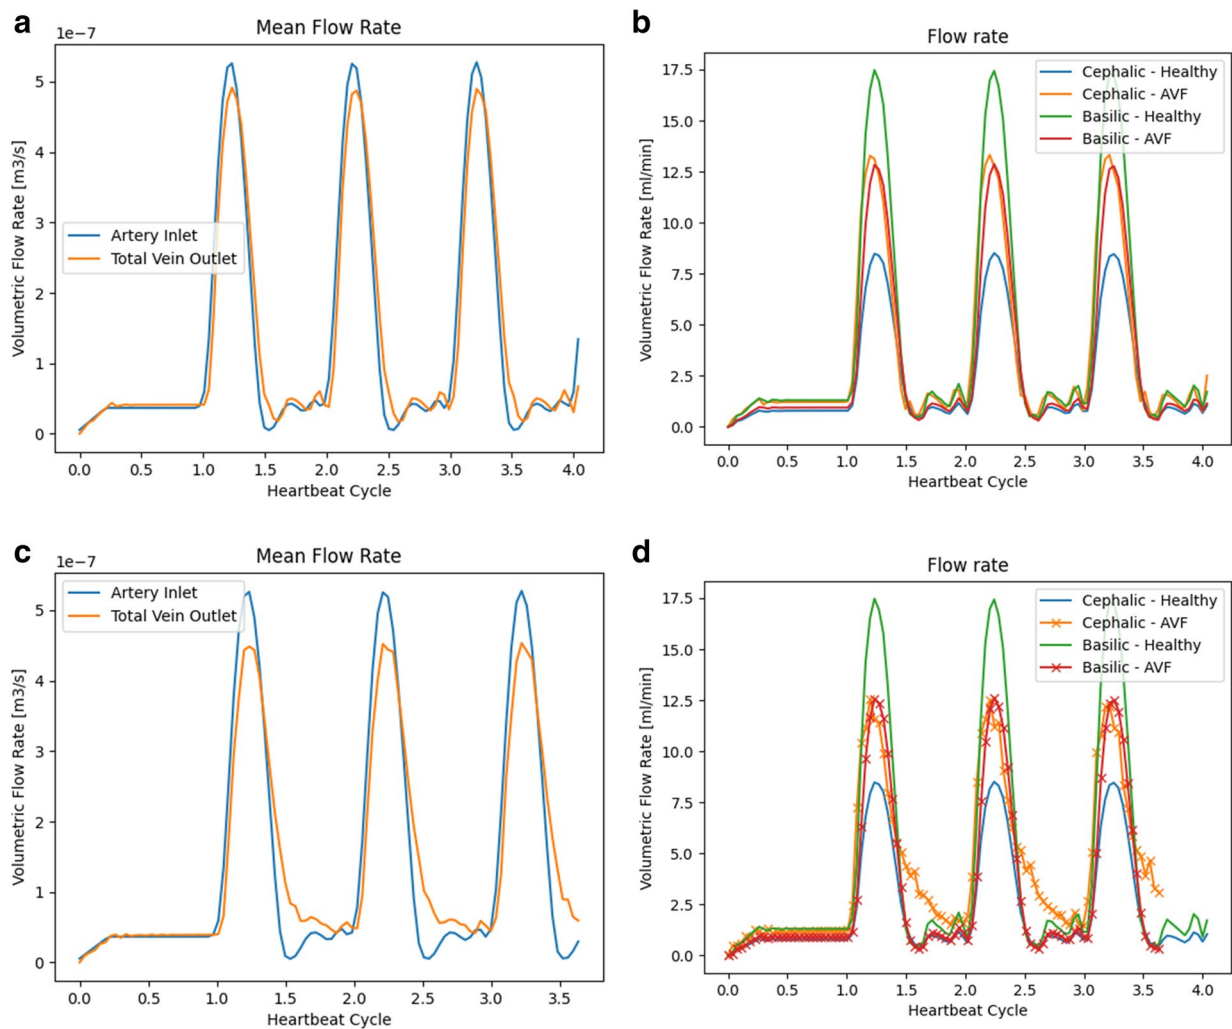 a
Mean Flow Rate
1e−7
5
4
3
2
1
0
Volumetric Flow Rate [m3/s]
Artery Inlet
Total Vein Outlet
0.0 0.5 1.0 1.5 2.0 2.5 3.0 3.5 4.0
Heartbeat Cycle
b
Flow rate
17.5
15.0
12.5
10.0
7.5
5.0
2.5
0.0
Volumetric Flow Rate [ml/min]
Cephalic - Healthy
Cephalic - AVF
Basilic - Healthy
Basilic - AVF
0.0 0.5 1.0 1.5 2.0 2.5 3.0 3.5 4.0
Heartbeat Cycle
c
Mean Flow Rate
1e−7
5
4
3
2
1
0
Volumetric Flow Rate [m3/s]
Artery Inlet
Total Vein Outlet
0.0 0.5 1.0 1.5 2.0 2.5 3.0 3.5
Heartbeat Cycle
d
Flow rate
17.5
15.0
12.5
10.0
7.5
5.0
2.5
0.0
Volumetric Flow Rate [ml/min]
Cephalic - Healthy
Cephalic - AVF
Basilic - Healthy
Basilic - AVF
0.0 0.5 1.0 1.5 2.0 2.5 3.0 3.5 4.0
Heartbeat Cycle